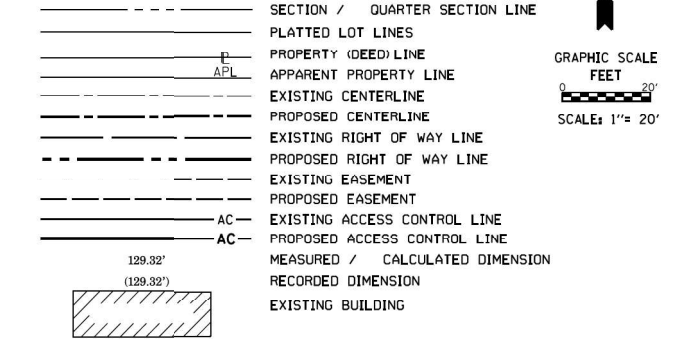 SECTION / QUARTER SECTION LINE
PLATTED LOT LINES
℄ PROPERTY (DEED) LINE
APL APPARENT PROPERTY LINE
EXISTING CENTERLINE
PROPOSED CENTERLINE
EXISTING RIGHT OF WAY LINE
PROPOSED RIGHT OF WAY LINE
EXISTING EASEMENT
PROPOSED EASEMENT
AC EXISTING ACCESS CONTROL LINE
AC PROPOSED ACCESS CONTROL LINE
129.32' MEASURED / CALCULATED DIMENSION
(129.32') RECORDED DIMENSION
EXISTING BUILDING
GRAPHIC SCALE
FEET
0 20'
SCALE: 1''= 20'